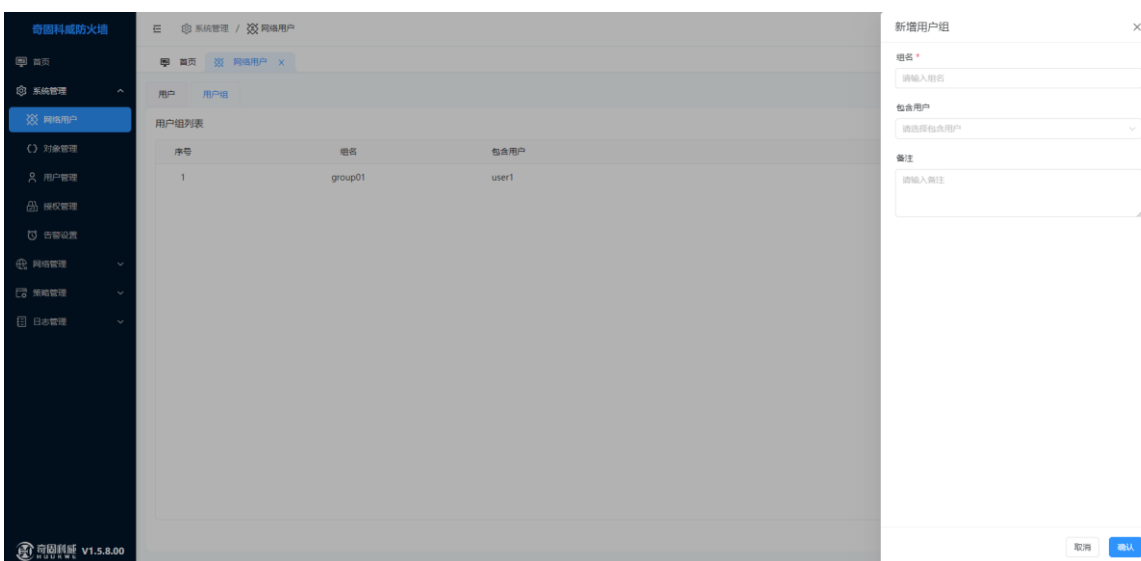 奇固科威防火墙
系统管理 / 网络用户
新增用户组
首页
首页 网络用户 X
组名 *
请输入组名
系统管理
用户 用户组
包含用户
网络用户
用户组列表
请选择包含用户
对象管理
序号 组名 包含用户
备注
用户管理
1 group01 user1
请输入备注
授权管理
告警设置
网络管理
策略管理
日志管理
取消 确认
奇固科威 V1.5.8.00